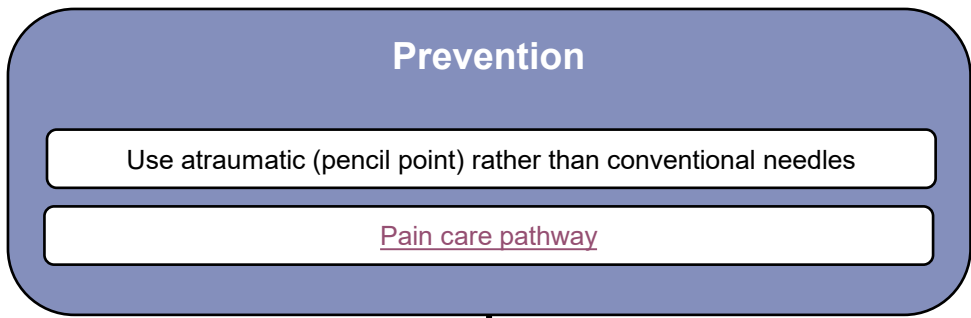 Prevention
Use atraumatic (pencil point) rather than conventional needles
Pain care pathway